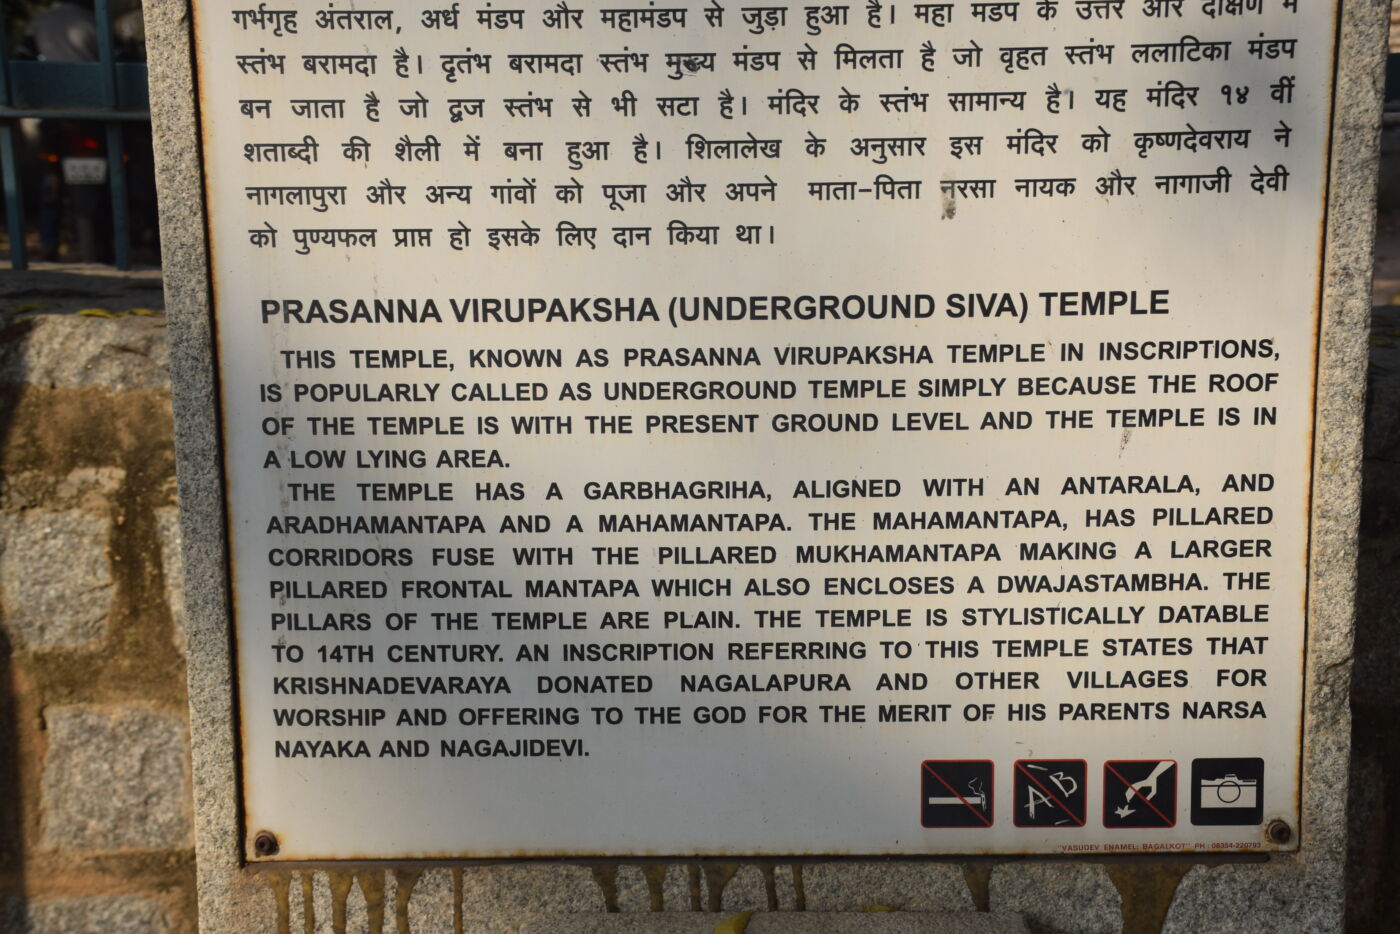 गर्भगृह अंतराल, अर्ध मंडप और महामंडप से जुड़ा हुआ है। महा मडप के उत्तर और दक्षिण में
स्तंभ बरामदा है। दृतंभ बरामदा स्तंभ मुख्य मंडप से मिलता है जो वृहत स्तंभ ललाटिका मंडप
बन जाता है जो द्वज स्तंभ से भी सटा है। मंदिर के स्तंभ सामान्य है। यह मंदिर १४ वीं
शताब्दी की शैली में बना हुआ है। शिलालेख के अनुसार इस मंदिर को कृष्णदेवराय ने
नागलापुरा और अन्य गांवों को पूजा और अपने माता-पिता नरसा नायक और नागाजी देवी
को पुण्यफल प्राप्त हो इसके लिए दान किया था।
PRASANNA VIRUPAKSHA (UNDERGROUND SIVA) TEMPLE
THIS TEMPLE, KNOWN AS PRASANNA VIRUPAKSHA TEMPLE IN INSCRIPTIONS,
IS POPULARLY CALLED AS UNDERGROUND TEMPLE SIMPLY BECAUSE THE ROOF
OF THE TEMPLE IS WITH THE PRESENT GROUND LEVEL AND THE TEMPLE IS IN
A LOW LYING AREA.
THE TEMPLE HAS A GARBHAGRIHA, ALIGNED WITH AN ANTARALA, AND
ARADHAMANTAPA AND A MAHAMANTAPA. THE MAHAMANTAPA, HAS PILLARED
CORRIDORS FUSE WITH THE PILLARED MUKHAMANTAPA MAKING A LARGER
PILLARED FRONTAL MANTAPA WHICH ALSO ENCLOSES A DWAJASTAMBHA. THE
PILLARS OF THE TEMPLE ARE PLAIN. THE TEMPLE IS STYLISTICALLY DATABLE
TO 14TH CENTURY. AN INSCRIPTION REFERRING TO THIS TEMPLE STATES THAT
KRISHNADEVARAYA DONATED NAGALAPURA AND OTHER VILLAGES FOR
WORSHIP AND OFFERING TO THE GOD FOR THE MERIT OF HIS PARENTS NARSA
NAYAKA AND NAGAJIDEVI.
A B
"VASUDEV ENAMEL: BAGALKOT" PH : 08354-220793